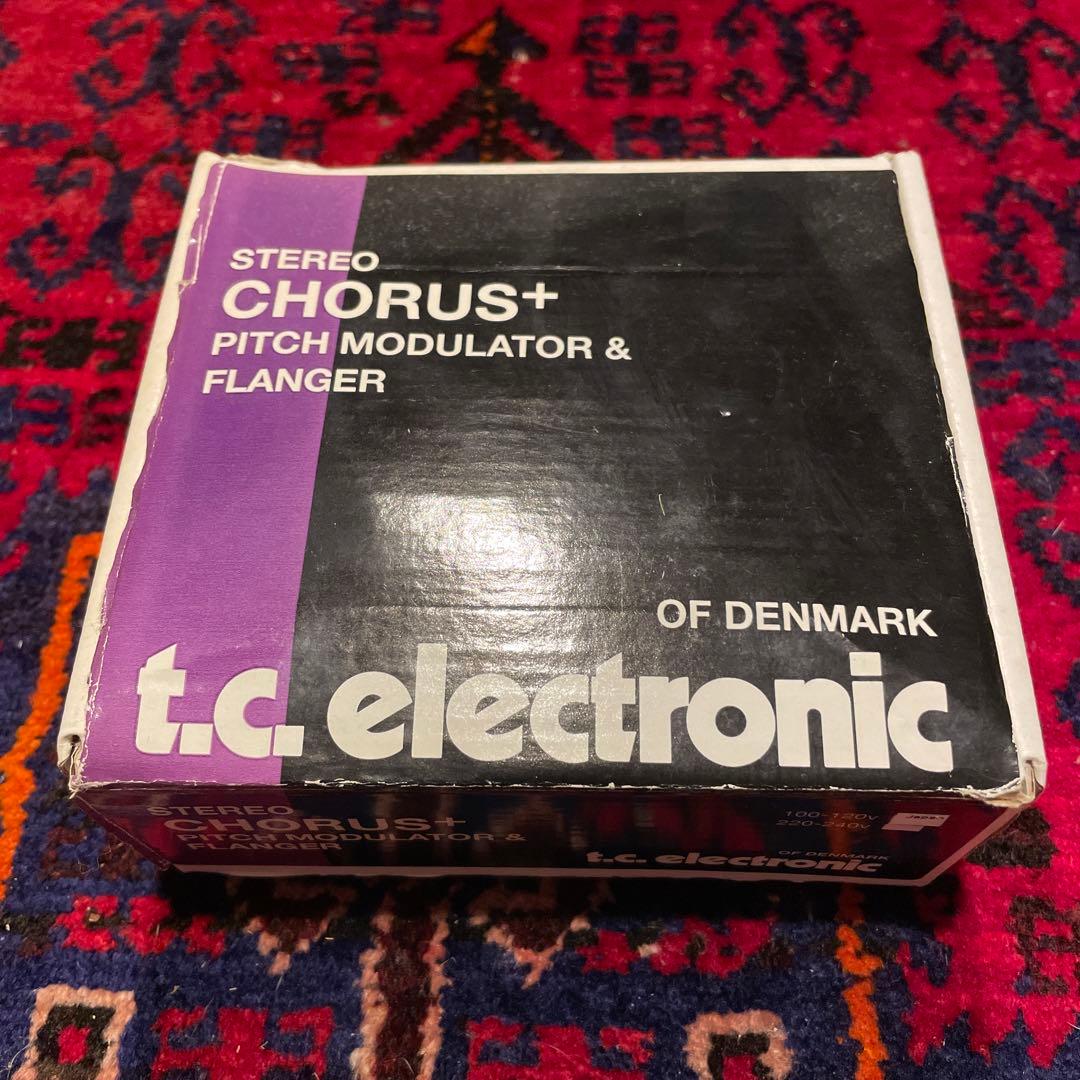 STEREO
CHORUS+
PITCH MODULATOR &
FLANGER
OF DENMARK
t.c. electronic
STEREO
CHORUS+
PITCH MODULATOR &
FLANGER
100-120v
220-240v
Japan
OF DENMARK
t.c. electronic